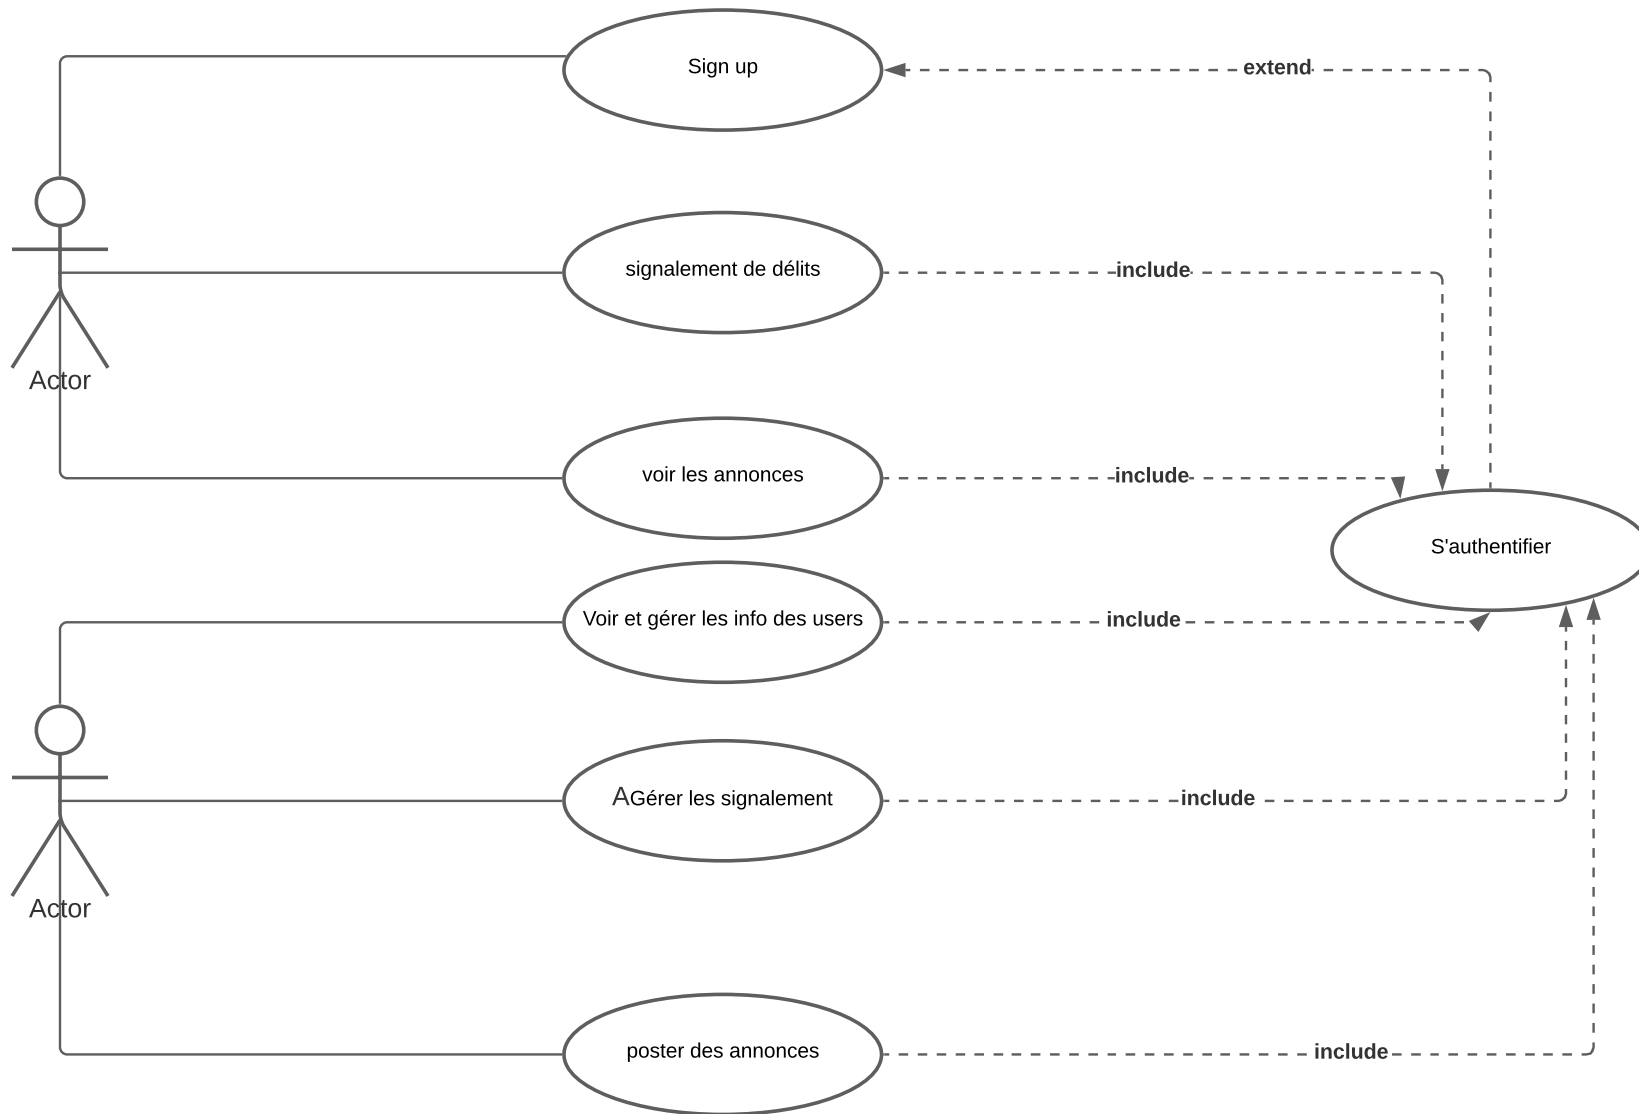 Sign up
extend
signalement de délits
include
Actor
voir les annonces
include
S'authentifier
Voir et gérer les info des users
include
AGérer les signalement
include
Actor
poster des annonces
include